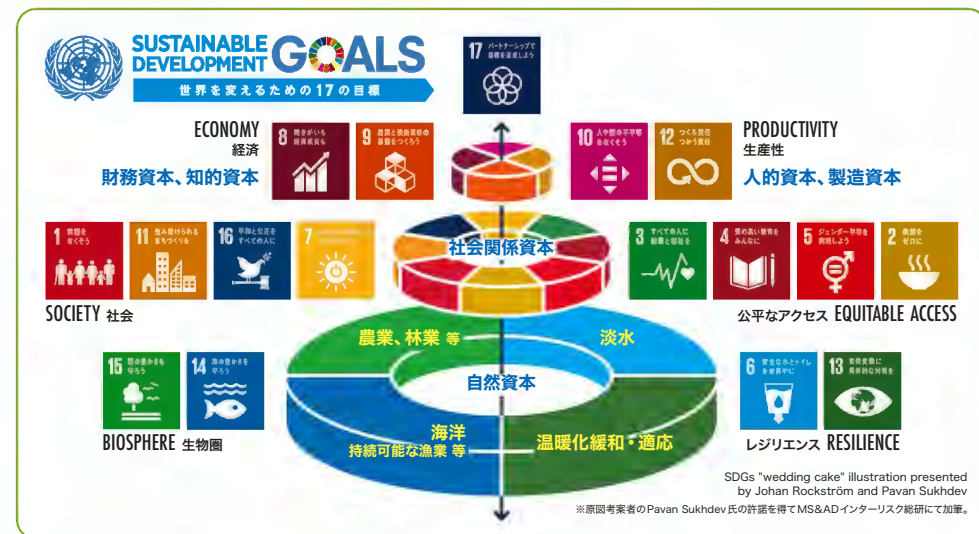 SUSTAINABLE
DEVELOPMENT
GOALS
世界を変えるための17の目標
17 パートナーシップで
目標を達成しよう
ECONOMY
経済
財務資本、知的資本
8 働きがいも
経済成長も
9 産業と技術革新の
基盤をつくろう
10 人や国の不平等
をなくそう
12 つくる責任
つかう責任
PRODUCTIVITY
生産性
人的資本、製造資本
1 貧困を
なくそう
11 住み続けられる
まちづくりを
16 平和と公正を
すべての人に
7
社会関係資本
3 すべての人に
健康と福祉を
4 質の高い教育を
みんなに
5 ジェンダー平等を
実現しよう
2 飢餓を
ゼロに
SOCIETY 社会
公平なアクセス EQUITABLE ACCESS
農業、林業 等
淡水
自然資本
15 陸の豊かさも
守ろう
14 海の豊かさを
守ろう
6 安全な水とトイレ
を世界中に
13 気候変動に
具体的な対策を
海洋
持続可能な漁業 等
温暖化緩和・適応
BIOSPHERE 生物圏
レジリエンス RESILIENCE
SDGs "wedding cake" illustration presented
by Johan Rockström and Pavan Sukhdev
※原図考案者のPavan Sukhdev氏の許諾を得てMS&ADインターリスク総研にて加筆。